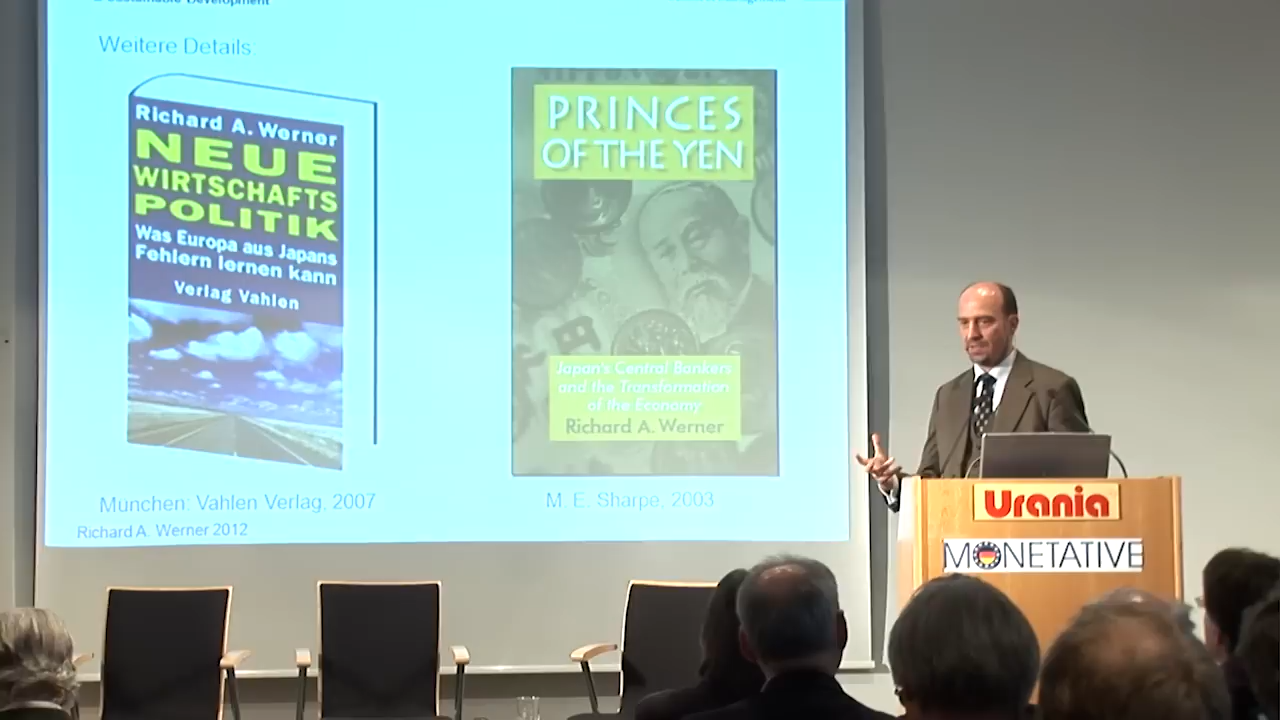 Sustainable Development
Weitere Details:
Richard A. Werner
NEUE
WIRTSCHAFTS
POLITIK
Was Europa aus Japans
Fehlern lernen kann
Verlag Vahlen
München: Vahlen Verlag, 2007
PRINCES
OF THE YEN
Japan's Central Bankers
and the Transformation
of the Economy
Richard A. Werner
M. E. Sharpe, 2003
Richard A. Werner 2012
Urania
MONETATIVE